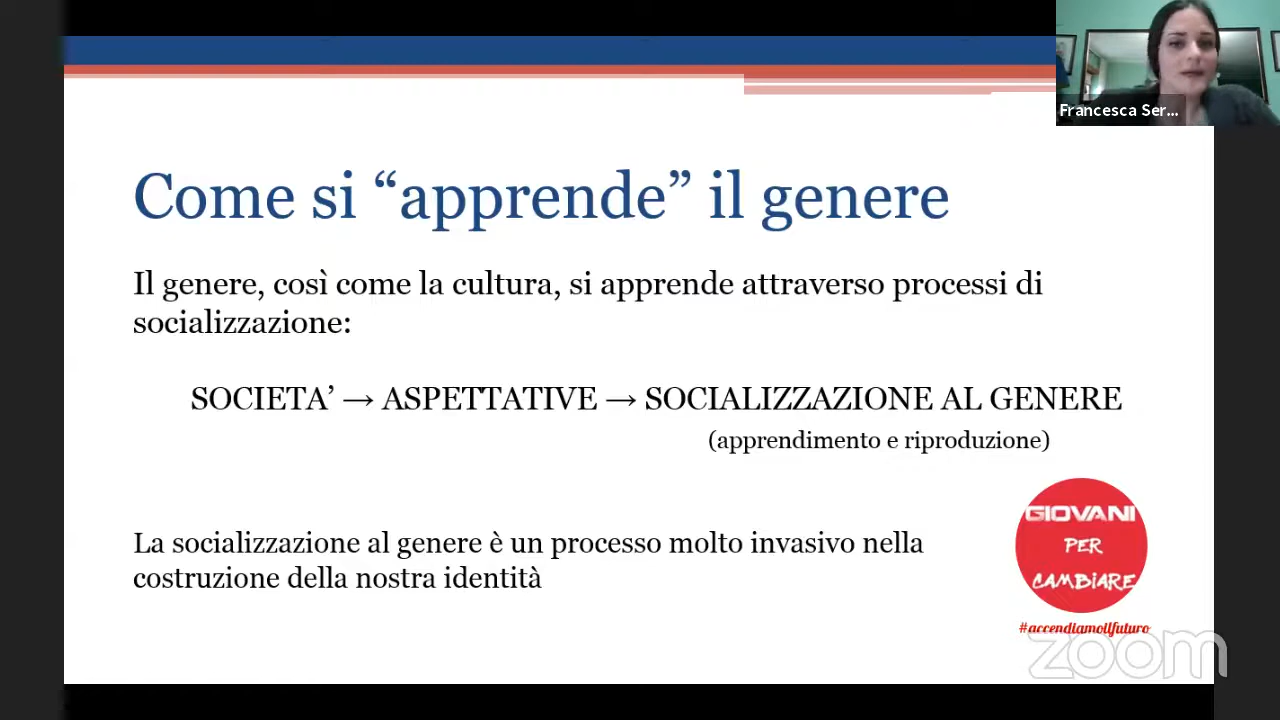 Francesca Ser...
Come si “apprende” il genere
Il genere, così come la cultura, si apprende attraverso processi di
socializzazione:
SOCIETA’ → ASPETTATIVE → SOCIALIZZAZIONE AL GENERE
(apprendimento e riproduzione)
La socializzazione al genere è un processo molto invasivo nella
costruzione della nostra identità
GIOVANI
PER
CAMBiARE
#accendiamoilfuturo
zoom